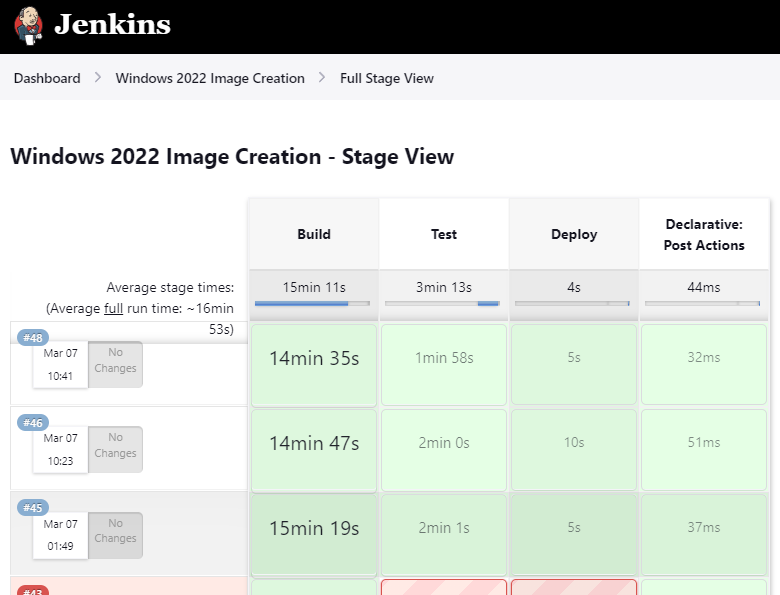 Jenkins
Dashboard
Windows 2022 Image Creation
Full Stage View
Windows 2022 Image Creation - Stage View
Build
Test
Deploy
Declarative:
Post Actions
Average stage times:
(Average full run time: ~16min
53s)
15min 11s
3min 13s
4s
44ms
#48
Mar 07
10:41
No
Changes
14min 35s
1min 58s
5s
32ms
#46
Mar 07
10:23
No
Changes
14min 47s
2min 0s
10s
51ms
#45
Mar 07
01:49
No
Changes
15min 19s
2min 1s
5s
37ms
#43